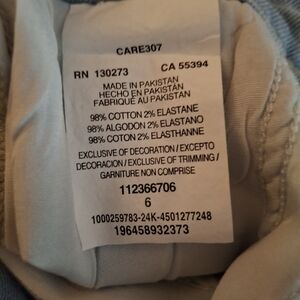 CARE307
RN 130273 CA 55394
MADE IN PAKISTAN
HECHO EN PAKISTÁN
FABRIQUÉ AU PAKISTAN
98% COTTON 2% ELASTANE
98% ALGODON 2% ELASTANO
98% COTON 2% ELASTHANNE
EXCLUSIVE OF DECORATION / EXCEPTO
DECORACION / EXCLUSIVE OF TRIMMING /
GARNITURE NON COMPRISE
112366706
6
1000259783-24K-4501277248
196458932373